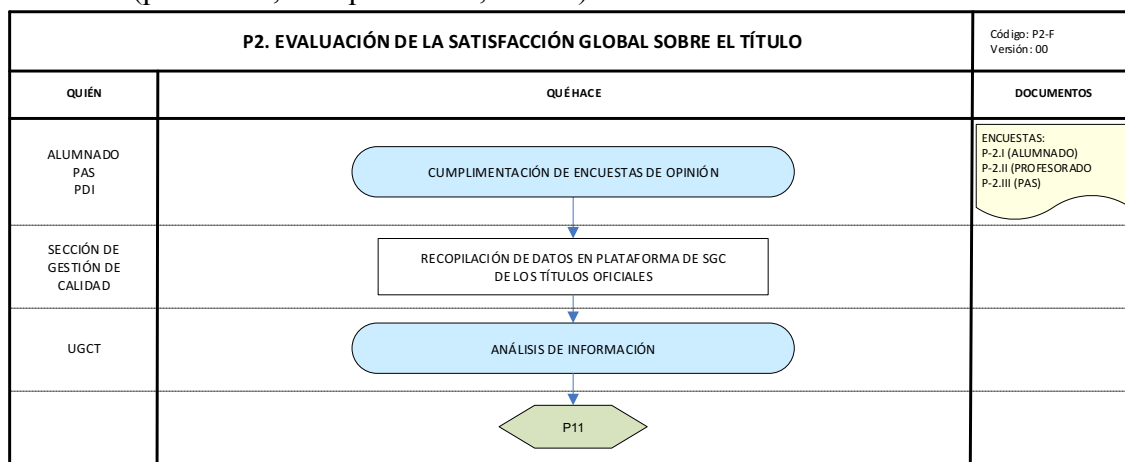 P2. EVALUACIÓN DE LA SATISFACCIÓN GLOBAL SOBRE EL TÍTULO
Código: P2-F
Versión: 00
QUIÉN
QUÉ HACE
DOCUMENTOS
ALUMNADO
PAS
PDI
CUMPLIMENTACIÓN DE ENCUESTAS DE OPINIÓN
ENCUESTAS:
P-2.I (ALUMNADO)
P-2.II (PROFESORADO
P-2.III (PAS)
SECCIÓN DE
GESTIÓN DE
CALIDAD
RECOPILACIÓN DE DATOS EN PLATAFORMA DE SGC
DE LOS TÍTULOS OFICIALES
UGCT
ANÁLISIS DE INFORMACIÓN
P11